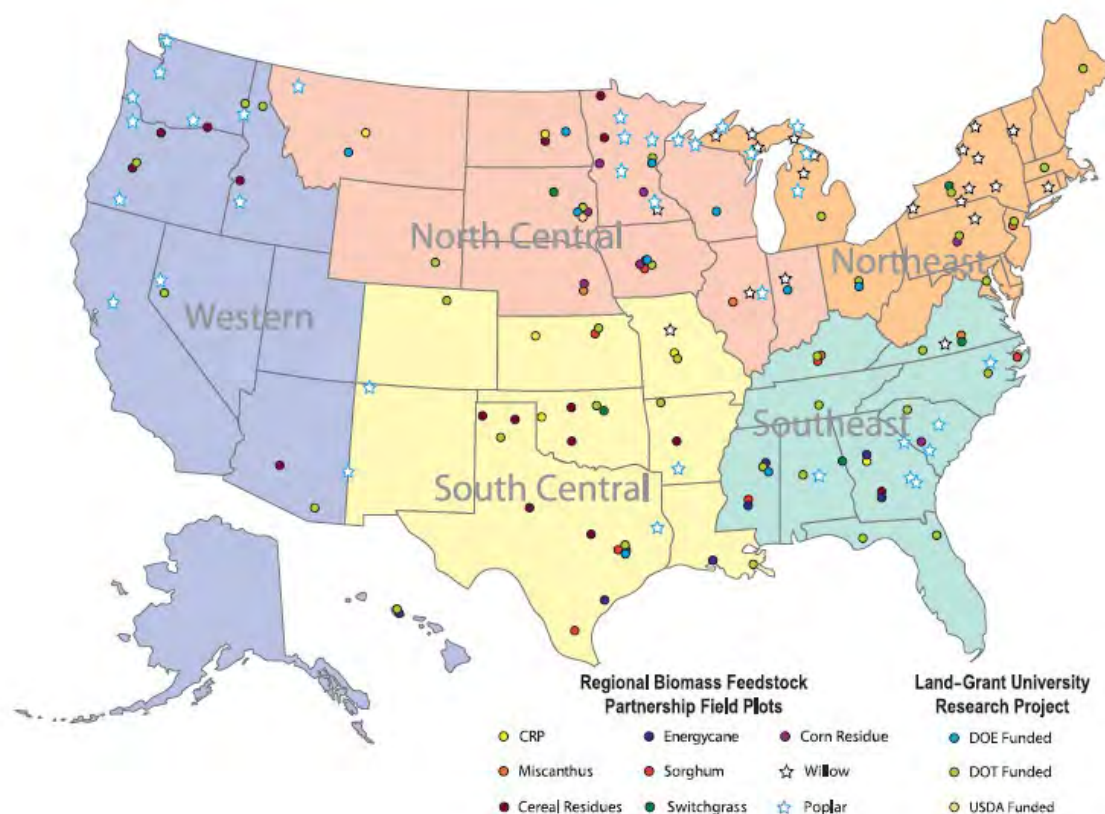 North Central
Northeast
Western
Southeast
South Central
Regional Biomass Feedstock
Partnership Field Plots
Land-Grant University
Research Project
CRP
Energycane
Corn Residue
DOE Funded
Miscanthus
Sorghum
Willow
DOT Funded
Cereal Residues
Switchgrass
Poplar
USDA Funded